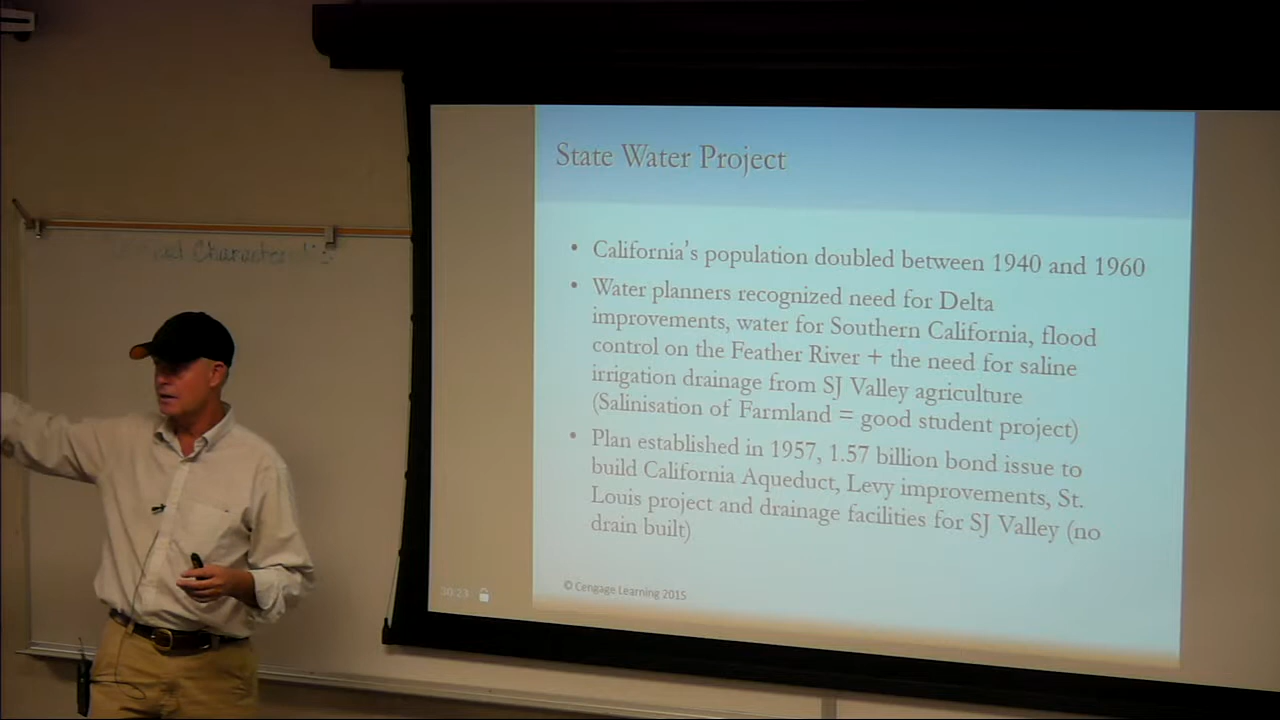 Character
State Water Project
• California's population doubled between 1940 and 1960
• Water planners recognized need for Delta
improvements, water for Southern California, flood
control on the Feather River + the need for saline
irrigation drainage from SJ Valley agriculture
(Salinisation of Farmland = good student project)
• Plan established in 1957, 1.57 billion bond issue to
build California Aqueduct, Levy improvements, St.
Louis project and drainage facilities for SJ Valley (no
drain built)
© Cengage Learning 2015
30:23